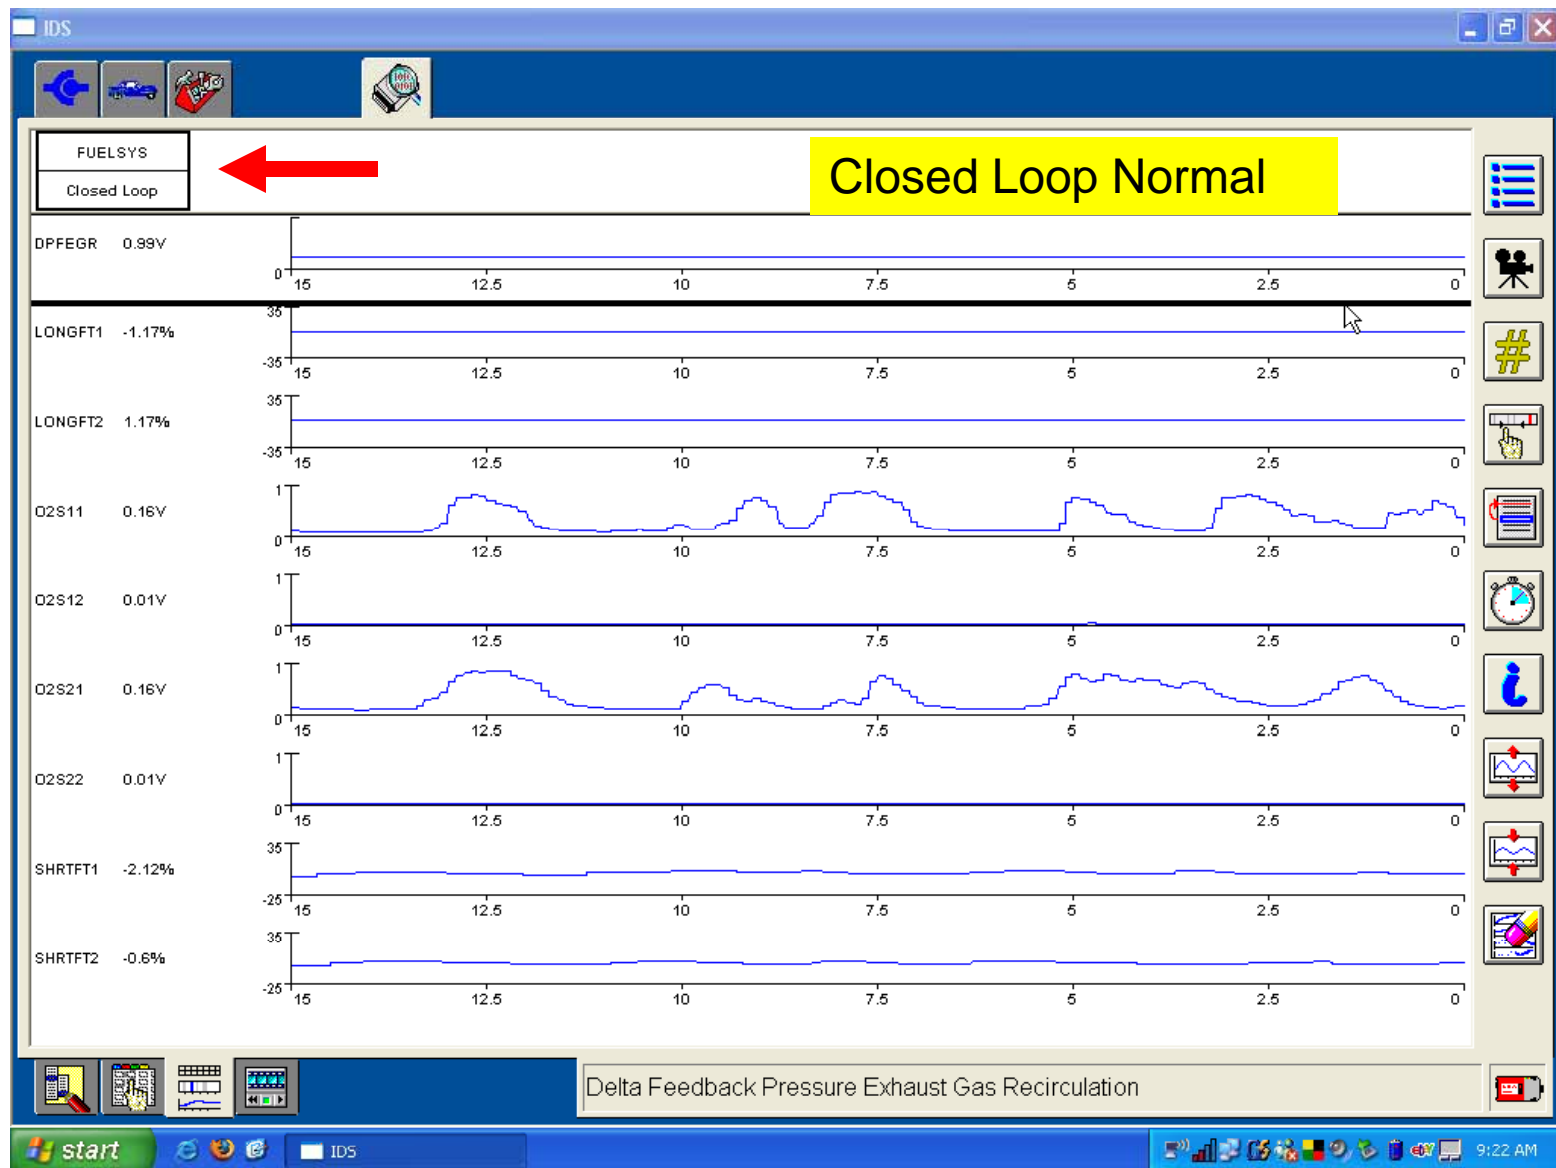 IDS
FUELSYS
Closed Loop
Closed Loop Normal
DPFEGR 0.99V
0
15 12.5 10 7.5 5 2.5 0
LONGFT1 -1.17%
35
-35
15 12.5 10 7.5 5 2.5 0
LONGFT2 1.17%
35
-35
15 12.5 10 7.5 5 2.5 0
O2S11 0.16V
1
0
15 12.5 10 7.5 5 2.5 0
O2S12 0.01V
1
0
15 12.5 10 7.5 5 2.5 0
O2S21 0.16V
1
0
15 12.5 10 7.5 5 2.5 0
O2S22 0.01V
1
0
15 12.5 10 7.5 5 2.5 0
SHRTFT1 -2.12%
35
-25
15 12.5 10 7.5 5 2.5 0
SHRTFT2 -0.6%
35
-25
15 12.5 10 7.5 5 2.5 0
Delta Feedback Pressure Exhaust Gas Recirculation
start IDS 9:22 AM